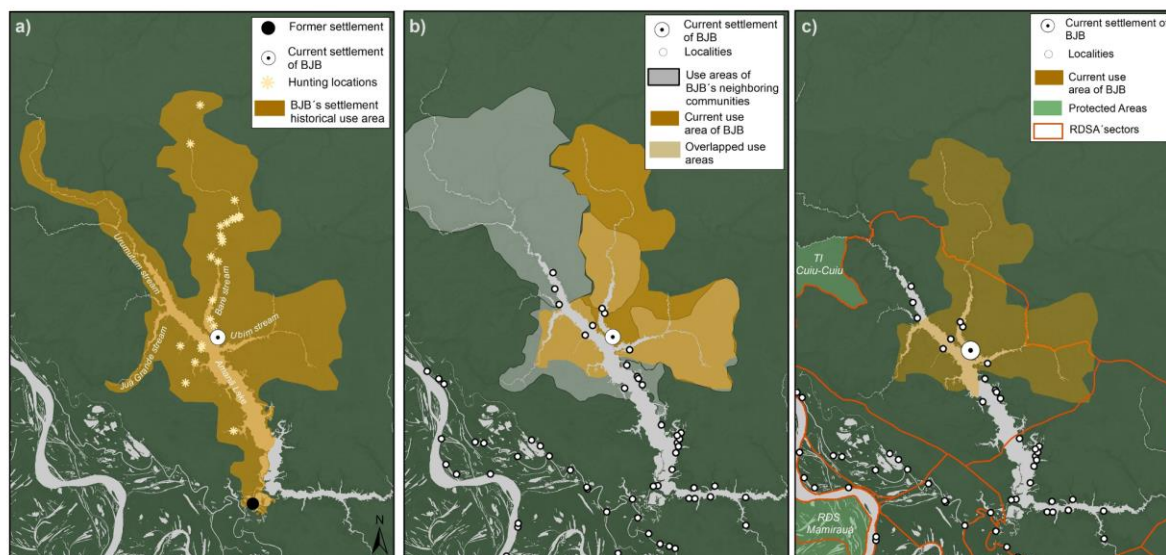 a)
Former settlement
Current settlement
of BJB
Hunting locations
BJB´s settlement
historical use area
Urumutum stream
Baré stream
Ubim stream
Juá Grande stream
Amanã Lake
N
b)
Current settlement
of BJB
Localities
Use areas of
BJB´s neighboring
communities
Current use
area of BJB
Overlapped use
areas
c)
Current settlement of
BJB
Localities
Current use
area of BJB
Protected Areas
RDSA´sectors
TI
Cuiu-Cuiu
RDS
Mamirauá